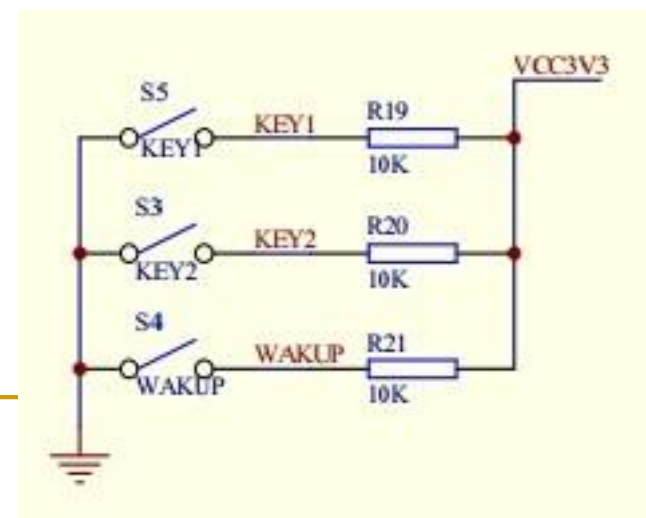 VCC3V3
S5
KEY1 R19
KEY1 10K
S3
KEY2 R20
KEY2 10K
S4
WAKUP R21
WAKUP 10K